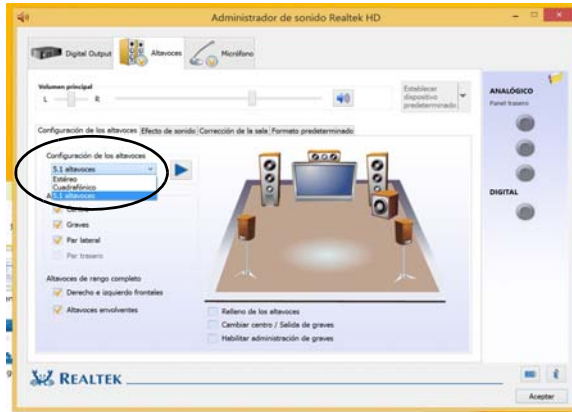 Administrador de sonido Realtek HD
Digital Output
Altavoces
Micrófono
Volumen principal
L
R
Establecer
dispositivo
predeterminado
ANALÓGICO
Panel trasero
Configuración de los altavoces
Efecto de sonido
Corrección de la sala
Formato predeterminado
Configuración de los altavoces
5.1 altavoces
Estéreo
Cuadrafónico
5.1 altavoces
Centro
Graves
Par lateral
Par trasero
DIGITAL
Altavoces de rango completo
Derecho e izquierdo frontales
Altavoces envolventes
Relleno de los altavoces
Cambiar centro / Salida de graves
Habilitar administración de graves
REALTEK
Aceptar